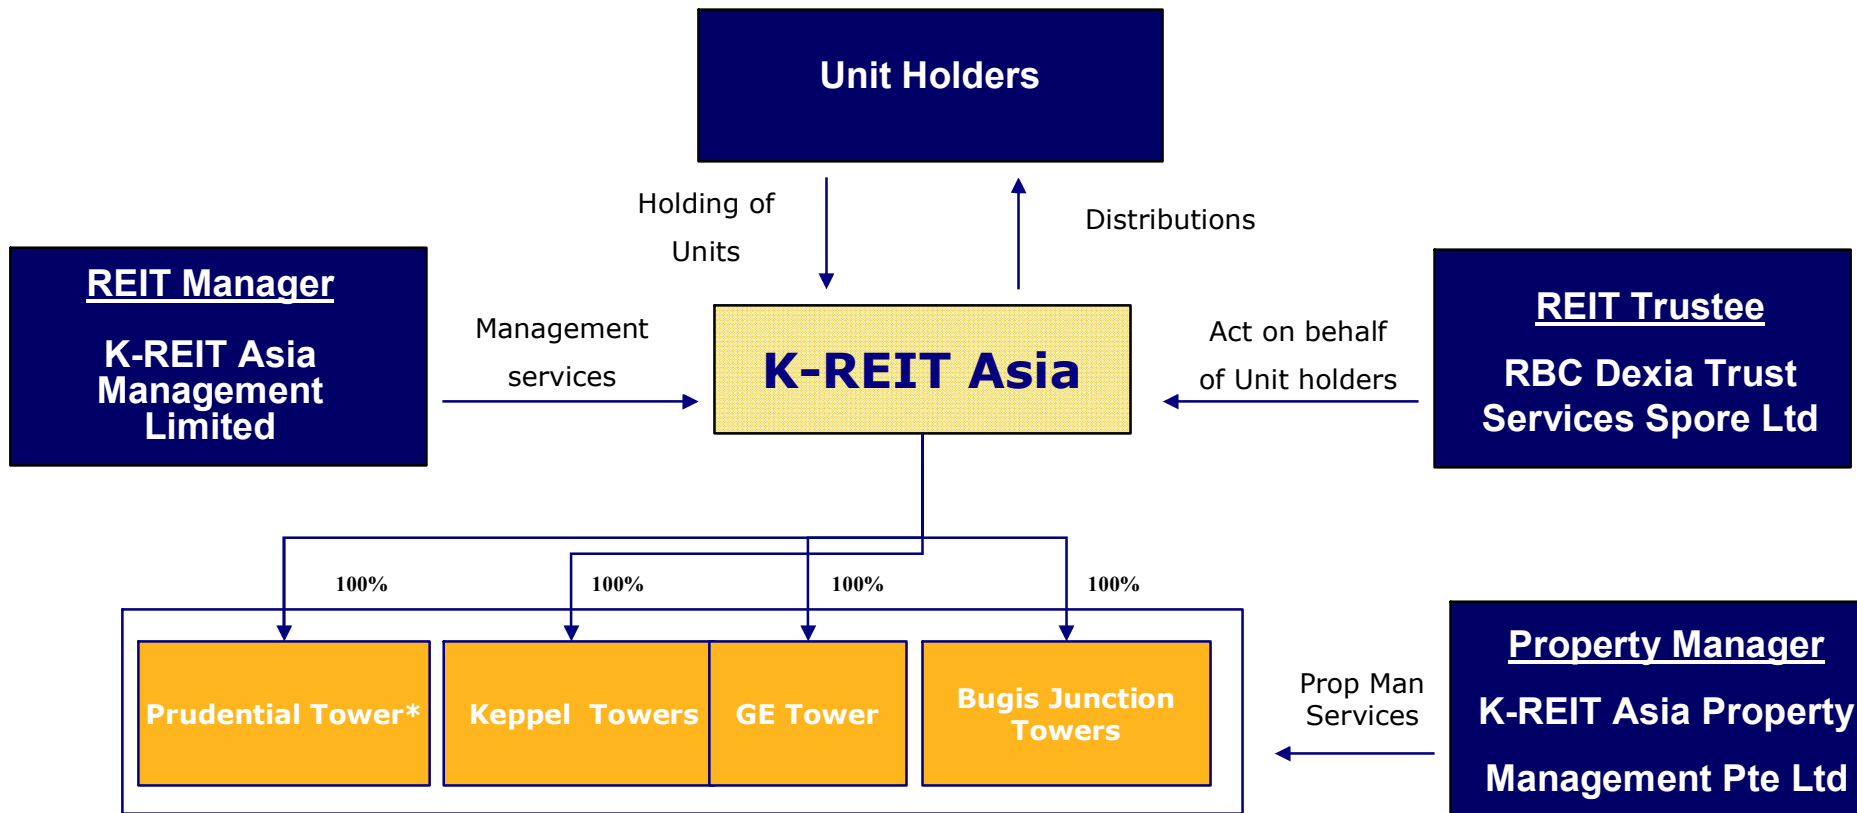 Unit Holders
Holding of
Units
Distributions
REIT Manager
K-REIT Asia
Management
Limited
Management
services
K-REIT Asia
Act on behalf
of Unit holders
REIT Trustee
RBC Dexia Trust
Services Spore Ltd
100%
100%
100%
100%
Prudential Tower*
Keppel Towers
GE Tower
Bugis Junction
Towers
Prop Man
Services
Property Manager
K-REIT Asia Property
Management Pte Ltd